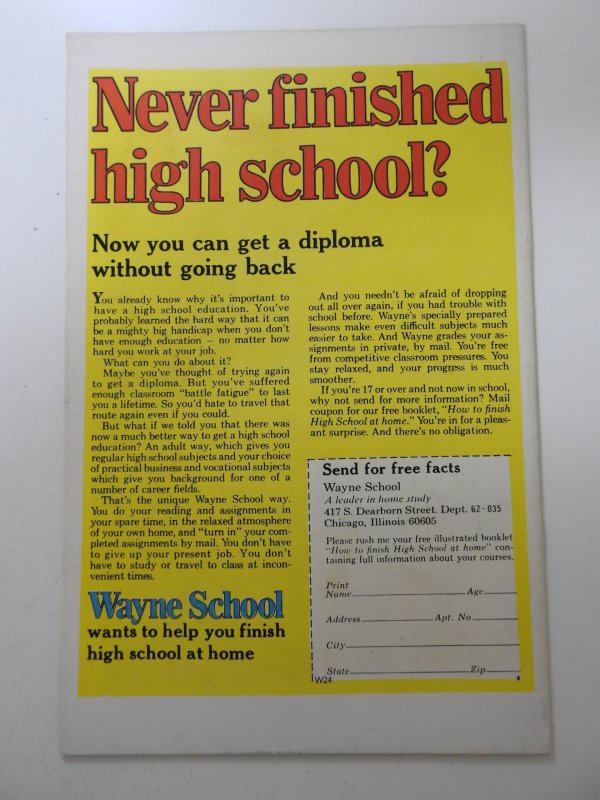 Never finished
high school?
Now you can get a diploma
without going back
You already know why it's important to
have a high school education. You've
probably learned the hard way that it can
be a mighty big handicap when you don't
have enough education – no matter how
hard you work at your job.
What can you do about it?
Maybe you've thought of trying again
to get a diploma. But you've suffered
enough classroom "battle fatigue" to last
you a lifetime. So you'd hate to travel that
route again even if you could.
But what if we told you that there was
now a much better way to get a high school
education? An adult way, which gives you
regular high school subjects and your choice
of practical business and vocational subjects
which give you background for one of a
number of career fields.
That's the unique Wayne School way.
You do your reading and assignments in
your spare time, in the relaxed atmosphere
of your own home, and "turn in" your com-
pleted assignments by mail. You don't have
to give up your present job. You don't
have to study or travel to class at incon-
venient times.
Wayne School
wants to help you finish
high school at home
And you needn't be afraid of dropping
out all over again, if you had trouble with
school before. Wayne's specially prepared
lessons make even difficult subjects much
easier to take. And Wayne grades your as-
signments in private, by mail. You're free
from competitive classroom pressures. You
stay relaxed, and your progress is much
smoother.
If you're 17 or over and not now in school,
why not send for more information? Mail
coupon for our free booklet, "How to finish
High School at home." You're in for a pleas-
ant surprise. And there's no obligation.
Send for free facts
Wayne School
A leader in home study
417 S. Dearborn Street. Dept. 62-035
Chicago, Illinois 60605
Please rush me your free illustrated booklet
"How to finish High School at home" con-
taining full information about your courses.
Print
Name Age
Address Apt. No.
City
State Zip
W24 4